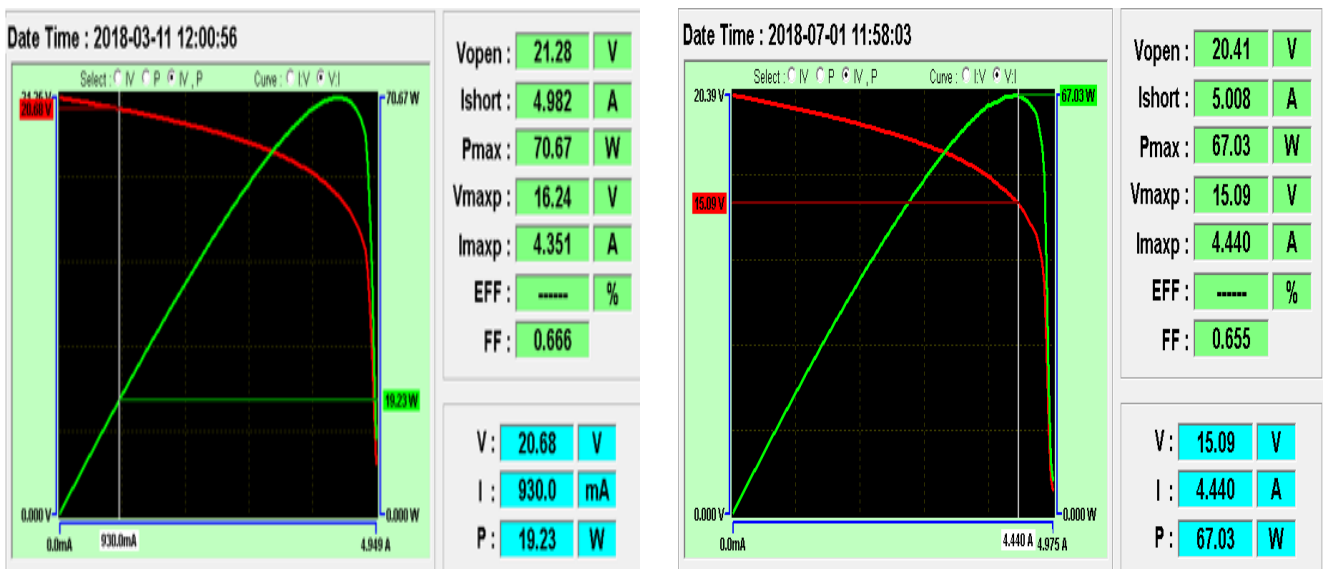 Date Time : 2018-03-11 12:00:56
Select : IV P IV , P Curve : I:V V:I
20.68 V
70.67 W
19.23 W
0.000 V
0.000 W
0.0mA
930.0mA
4.949 A
Vopen : 21.28 V
Ishort : 4.982 A
Pmax : 70.67 W
Vmaxp : 16.24 V
Imaxp : 4.351 A
EFF : ------ %
FF : 0.666
V : 20.68 V
I : 930.0 mA
P : 19.23 W
Date Time : 2018-07-01 11:58:03
Select : IV P IV , P Curve : I:V V:I
20.39 V
67.03 W
15.09 V
0.000 V
0.000 W
0.0mA
4.440 A
4.975 A
Vopen : 20.41 V
Ishort : 5.008 A
Pmax : 67.03 W
Vmaxp : 15.09 V
Imaxp : 4.440 A
EFF : ------ %
FF : 0.655
V : 15.09 V
I : 4.440 A
P : 67.03 W